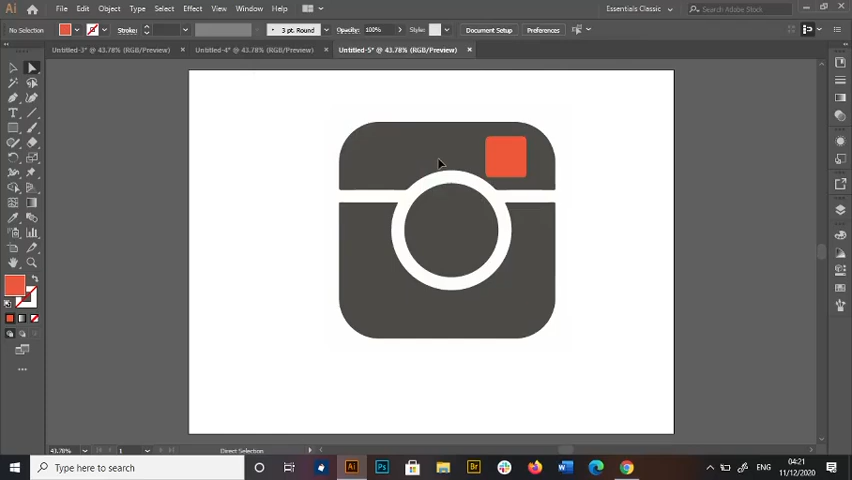 File Edit Object Type Select Effect View Window Help
Essentials Classic
Search Adobe Stock
No Selection
Stroke:
3 pt. Round
Opacity: 100%
Style:
Document Setup
Preferences
Untitled-3* @ 43.78% (RGB/Preview)
Untitled-4* @ 43.78% (RGB/Preview)
Untitled-5* @ 43.78% (RGB/Preview)
43.78%
1
Direct Selection
Type here to search
Ai
Ps
Br
ENG
04:21
11/12/2020